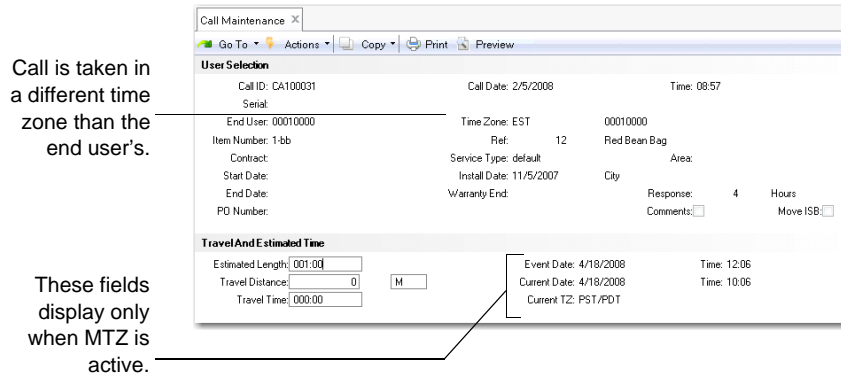 Call Maintenance X
Go To Actions Copy Print Preview
User Selection
Call ID: CA100031 Call Date: 2/5/2008 Time: 08:57
Serial:
End User: 00010000 Time Zone: EST 00010000
Item Number: 1-bb Ref: 12 Red Bean Bag
Contract: Service Type: default Area:
Start Date: Install Date: 11/5/2007 City
End Date: Warranty End: Response: 4 Hours
PO Number: Comments: Move ISB:
Travel And Estimated Time
Estimated Length: 001:00 Event Date: 4/18/2008 Time: 12:06
Travel Distance: 0 M Current Date: 4/18/2008 Time: 10:06
Travel Time: 000:00 Current TZ: PST/PDT
Call is taken in
a different time
zone than the
end user's.
These fields
display only
when MTZ is
active.